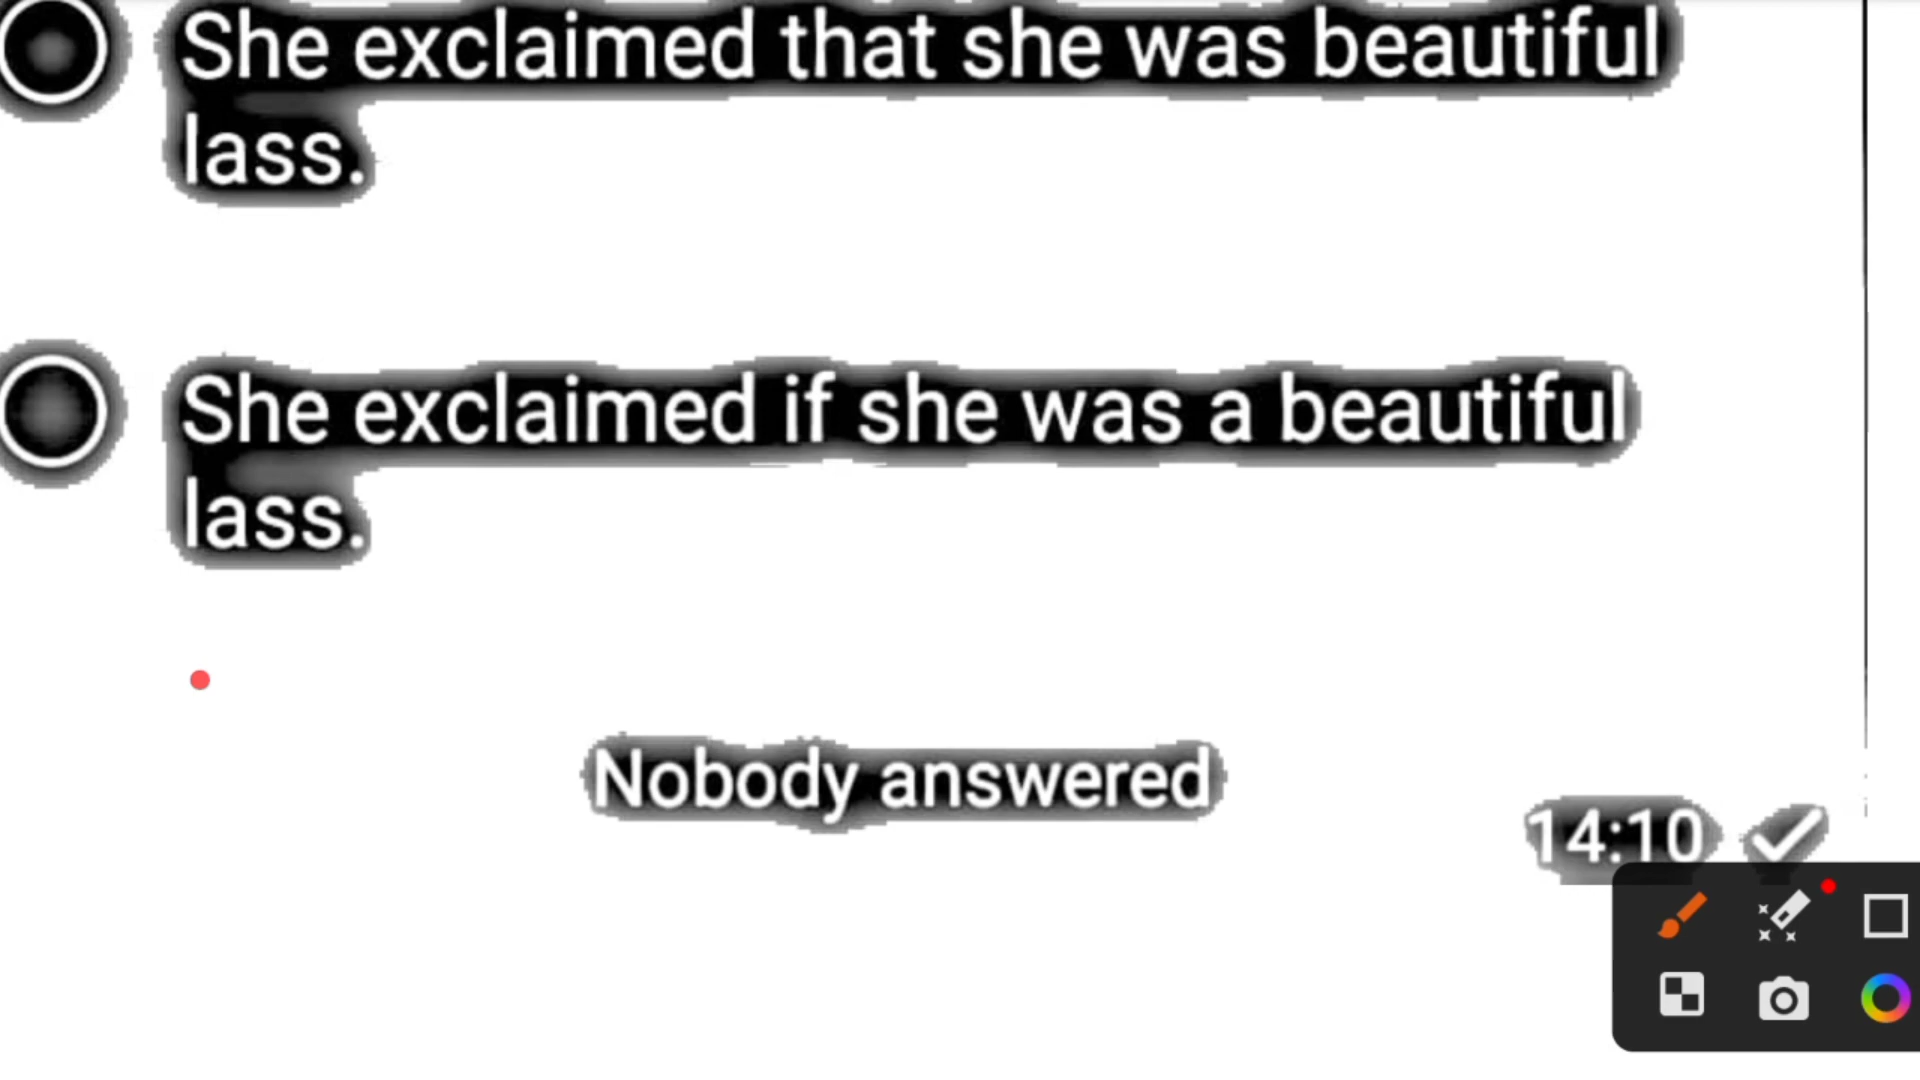 She exclaimed that she was beautiful
lass.
She exclaimed if she was a beautiful
lass.
Nobody answered
14:10